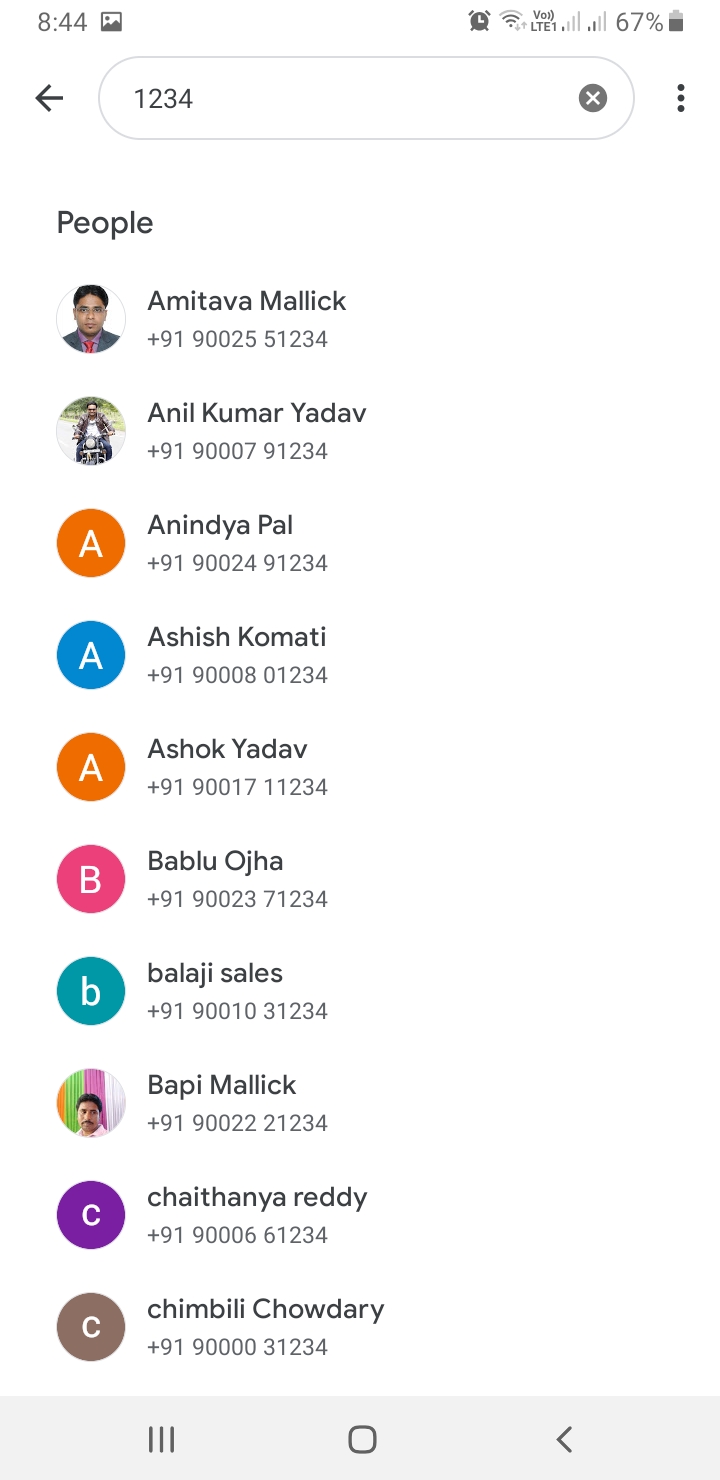 8:44 Vo)) LTE1 67%
1234
People
Amitava Mallick
+91 90025 51234
Anil Kumar Yadav
+91 90007 91234
A Anindya Pal
+91 90024 91234
A Ashish Komati
+91 90008 01234
A Ashok Yadav
+91 90017 11234
B Bablu Ojha
+91 90023 71234
b balaji sales
+91 90010 31234
Bapi Mallick
+91 90022 21234
c chaithanya reddy
+91 90006 61234
c chimbili Chowdary
+91 90000 31234